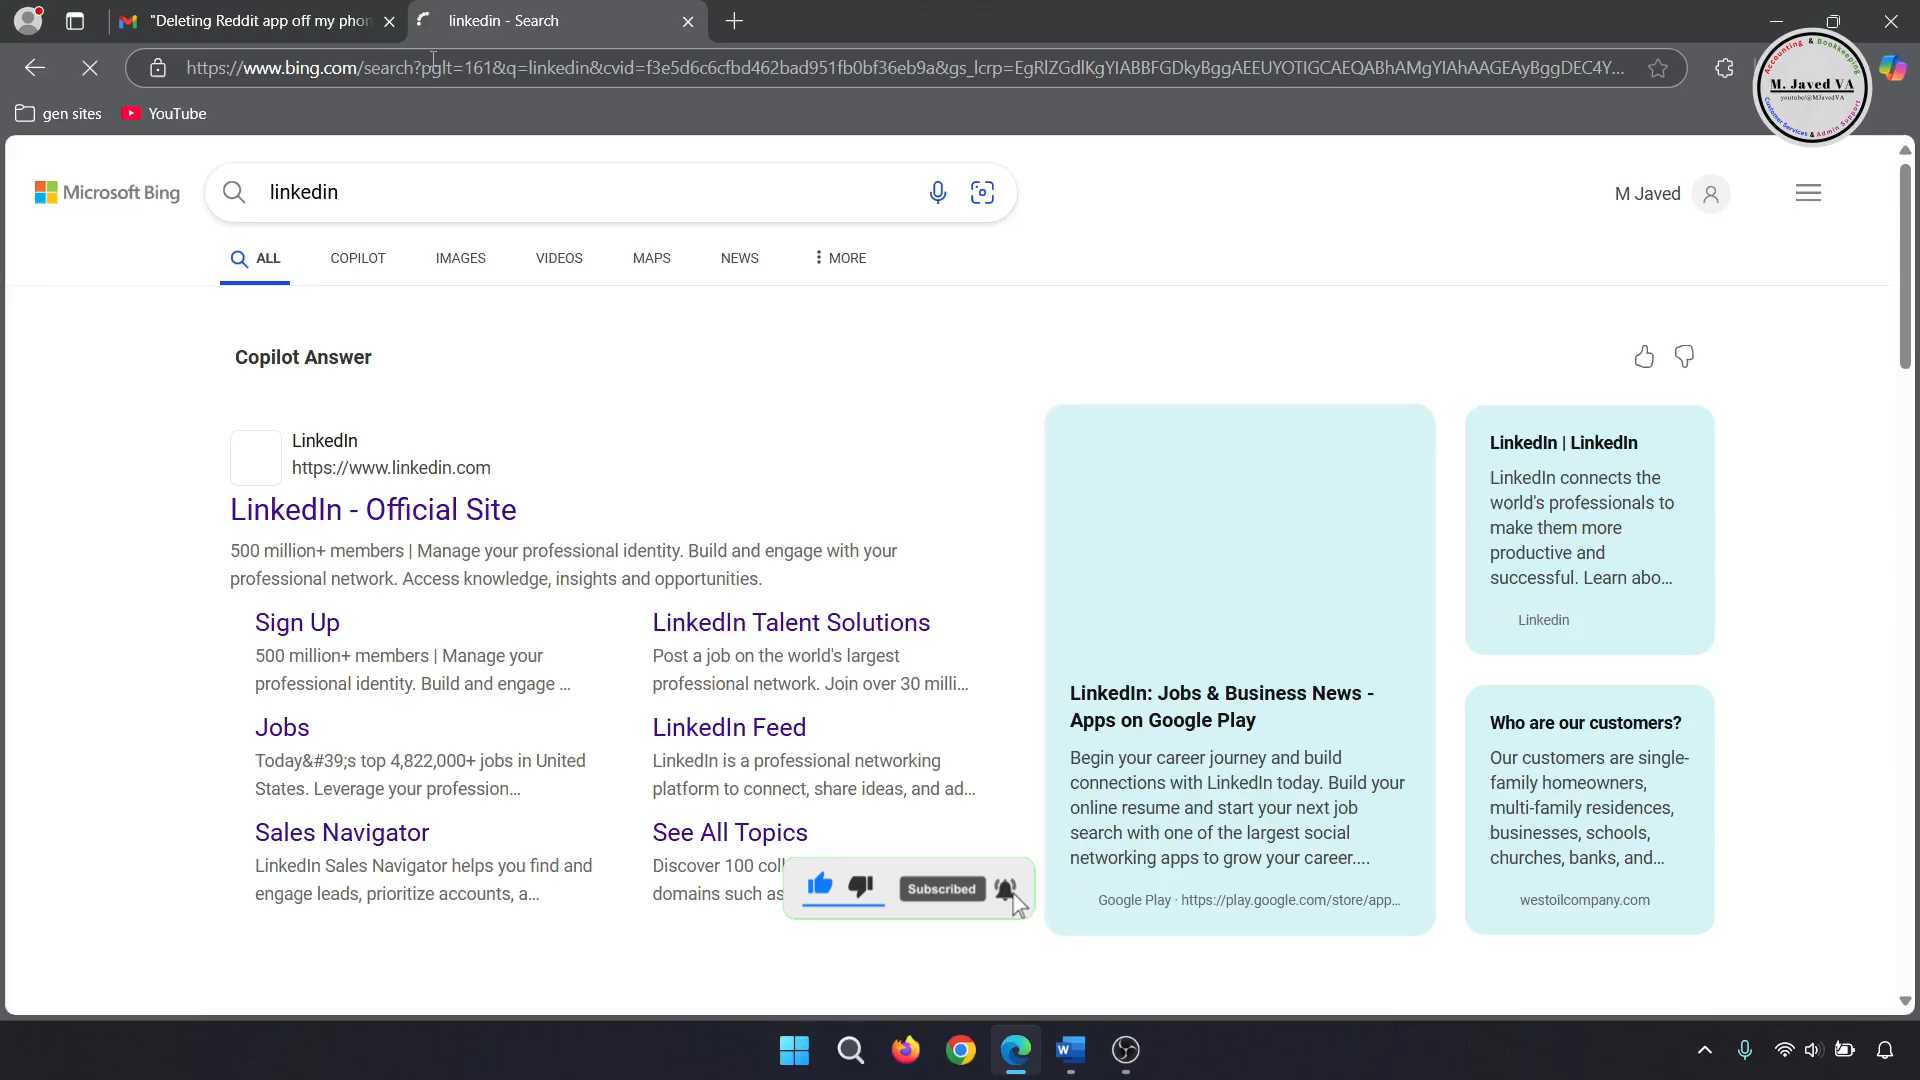 "Deleting Reddit app off my phon
linkedin - Search
https://www.bing.com/search?pglt=161&q=linkedin&cvid=f3e5d6c6cfbd462bad951fb0bf36eb9a&gs_lcrp=EgRlZGdlKgYIABBFGDkyBggAEEUYOTIGCAEQABhAMgYIAhAAGEAyBggDEC4Y...
gen sites
YouTube
Accounting & Bookkeeping
M. Javed VA
youtube/@MJavedVA
Customer Services & Admin Support
Microsoft Bing
linkedin
M Javed
ALL
COPILOT
IMAGES
VIDEOS
MAPS
NEWS
MORE
Copilot Answer
LinkedIn
https://www.linkedin.com
LinkedIn - Official Site
500 million+ members | Manage your professional identity. Build and engage with your
professional network. Access knowledge, insights and opportunities.
Sign Up
500 million+ members | Manage your
professional identity. Build and engage ...
LinkedIn Talent Solutions
Post a job on the world's largest
professional network. Join over 30 milli...
Jobs
Today&#39;s top 4,822,000+ jobs in United
States. Leverage your profession...
LinkedIn Feed
LinkedIn is a professional networking
platform to connect, share ideas, and ad...
Sales Navigator
LinkedIn Sales Navigator helps you find and
engage leads, prioritize accounts, a...
See All Topics
Discover 100 coll
domains such as
Subscribed
LinkedIn: Jobs & Business News -
Apps on Google Play
Begin your career journey and build
connections with LinkedIn today. Build your
online resume and start your next job
search with one of the largest social
networking apps to grow your career....
Google Play · https://play.google.com/store/app...
LinkedIn | LinkedIn
LinkedIn connects the
world's professionals to
make them more
productive and
successful. Learn abo...
Linkedin
Who are our customers?
Our customers are single-
family homeowners,
multi-family residences,
businesses, schools,
churches, banks, and...
westoilcompany.com